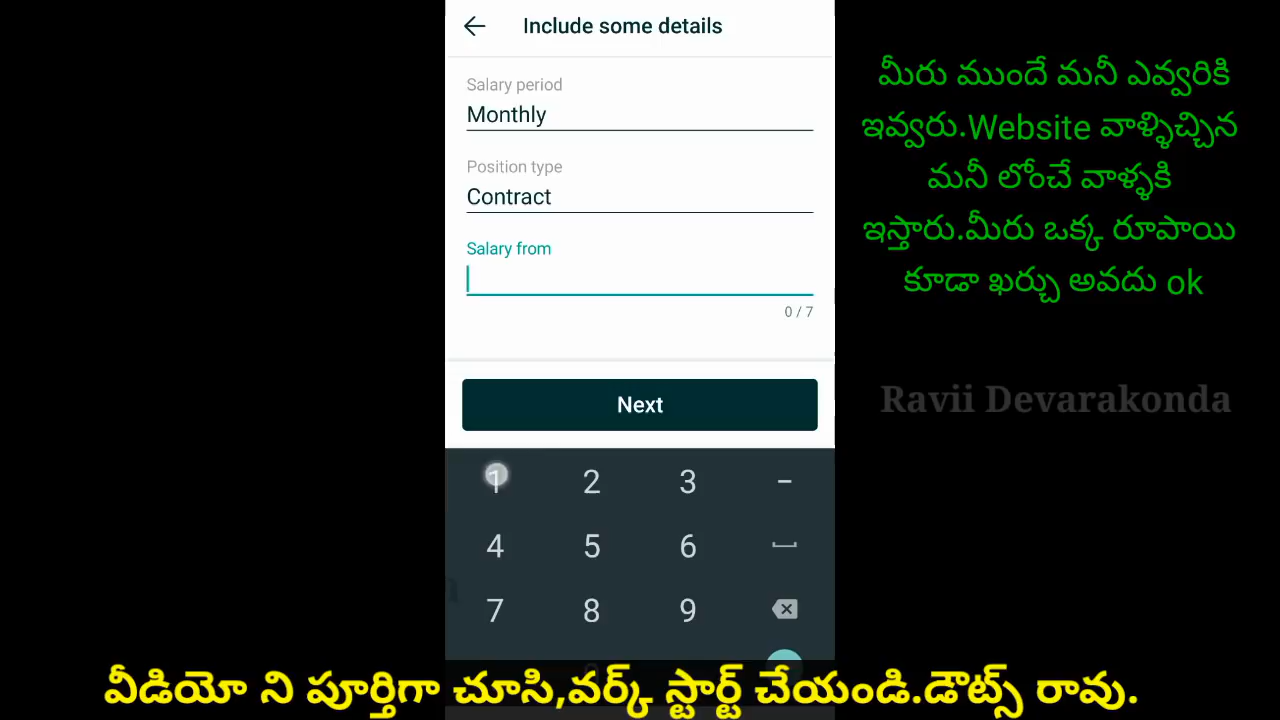 Include some details
Salary period
Monthly
Position type
Contract
Salary from
0 / 7
Next
1 2 3 -
4 5 6
7 8 9
మీరు ముందే మనీ ఎవ్వరికి
ఇవ్వరు.Website వాళ్ళిచ్చిన
మనీ లోంచే వాళ్ళకి
ఇస్తారు.మీరు ఒక్క రూపాయి
కూడా ఖర్చు అవదు ok
Ravii Devarakonda
వీడియో ని పూర్తిగా చూసి,వర్క్ స్టార్ట్ చేయండి.డౌట్స్ రావు.